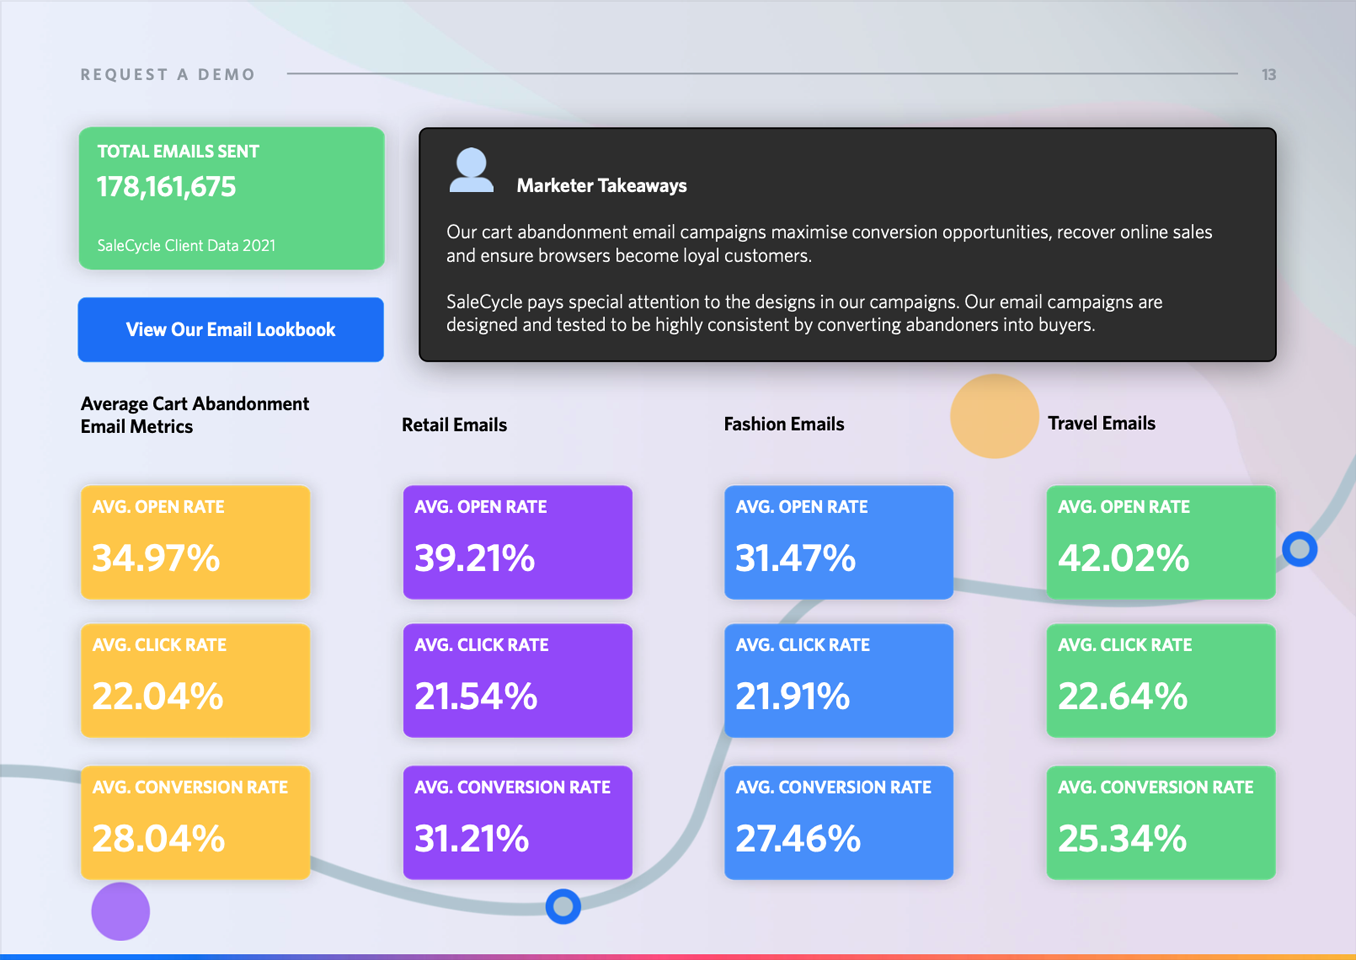 REQUEST A DEMO
13
TOTAL EMAILS SENT
178,161,675
SaleCycle Client Data 2021
View Our Email Lookbook
Marketer Takeaways
Our cart abandonment email campaigns maximise conversion opportunities, recover online sales
and ensure browsers become loyal customers.
SaleCycle pays special attention to the designs in our campaigns. Our email campaigns are
designed and tested to be highly consistent by converting abandoners into buyers.
Average Cart Abandonment
Email Metrics
AVG. OPEN RATE
34.97%
AVG. CLICK RATE
22.04%
AVG. CONVERSION RATE
28.04%
Retail Emails
AVG. OPEN RATE
39.21%
AVG. CLICK RATE
21.54%
AVG. CONVERSION RATE
31.21%
Fashion Emails
AVG. OPEN RATE
31.47%
AVG. CLICK RATE
21.91%
AVG. CONVERSION RATE
27.46%
Travel Emails
AVG. OPEN RATE
42.02%
AVG. CLICK RATE
22.64%
AVG. CONVERSION RATE
25.34%